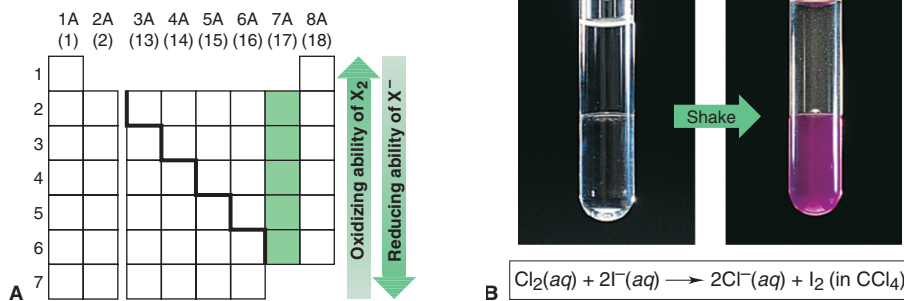 1A 2A 3A 4A 5A 6A 7A 8A
(1) (2) (13) (14) (15) (16) (17) (18)
1
2
3
4
5
6
7
Oxidizing ability of X₂
Reducing ability of X⁻
A
Shake
B
Cl₂(aq) + 2I⁻(aq) → 2Cl⁻(aq) + I₂ (in CCl₄)